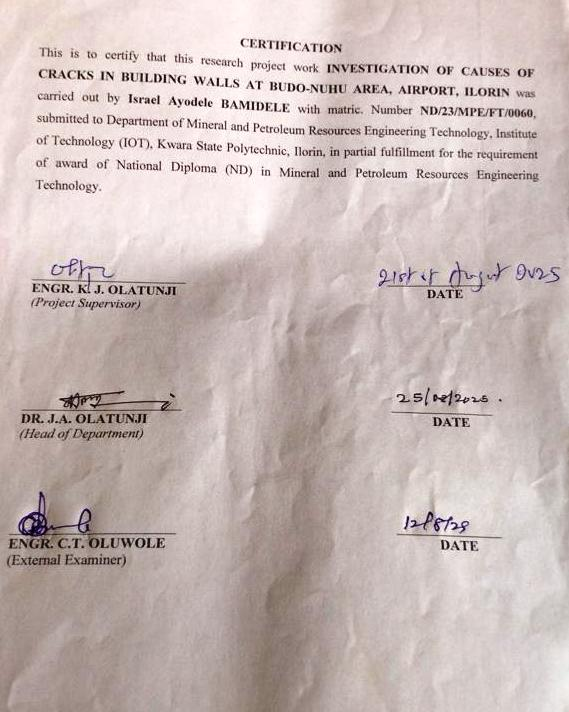 CERTIFICATION
This is to certify that this research project work INVESTIGATION OF CAUSES OF
CRACKS IN BUILDING WALLS AT BUDO-NUHU AREA, AIRPORT, ILORIN was
carried out by Israel Ayodele BAMIDELE with matric. Number ND/23/MPE/FT/0060,
submitted to Department of Mineral and Petroleum Resources Engineering Technology, Institute
of Technology (IOT), Kwara State Polytechnic, Ilorin, in partial fulfillment for the requirement
of award of National Diploma (ND) in Mineral and Petroleum Resources Engineering
Technology.
21st of August 2025
ENGR. K. J. OLATUNJI
DATE
(Project Supervisor)
25/08/2025.
DR. J.A. OLATUNJI
DATE
(Head of Department)
ENGR. C.T. OLUWOLE
DATE
(External Examiner)